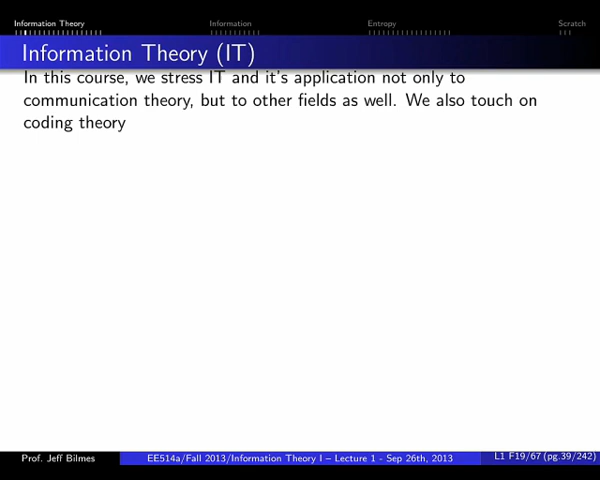 Information Theory Information Entropy Scratch
Information Theory (IT)
In this course, we stress IT and it's application not only to
communication theory, but to other fields as well. We also touch on
coding theory
Prof. Jeff Bilmes EE514a/Fall 2013/Information Theory I – Lecture 1 - Sep 26th, 2013 L1 F19/67 (pg.39/242)